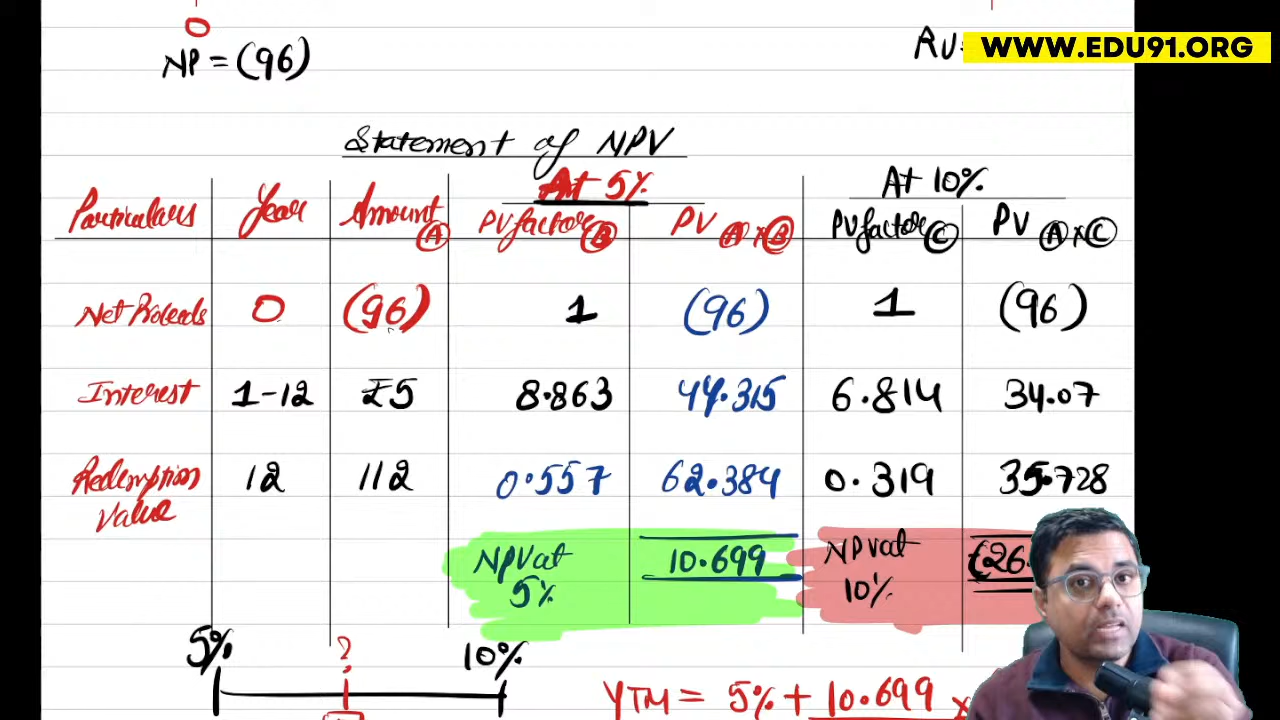 0
NP = (96)
RV=
WWW.EDU91.ORG
Statement of NPV
At 5%
At 10%
Particulars Year Amount (A) PV factor (B) PV (A) x (B) PV factor (C) PV (A) x (C)
Net Proceeds 0 (96) 1 (96) 1 (96)
Interest 1-12 ₹5 8.863 44.315 6.814 34.07
Redemption Value 12 112 0.557 62.384 0.319 35.728
NPV at 5% 10.699 NPV at 10% (26.
5% ? 10%
YTM = 5% + 10.699 x